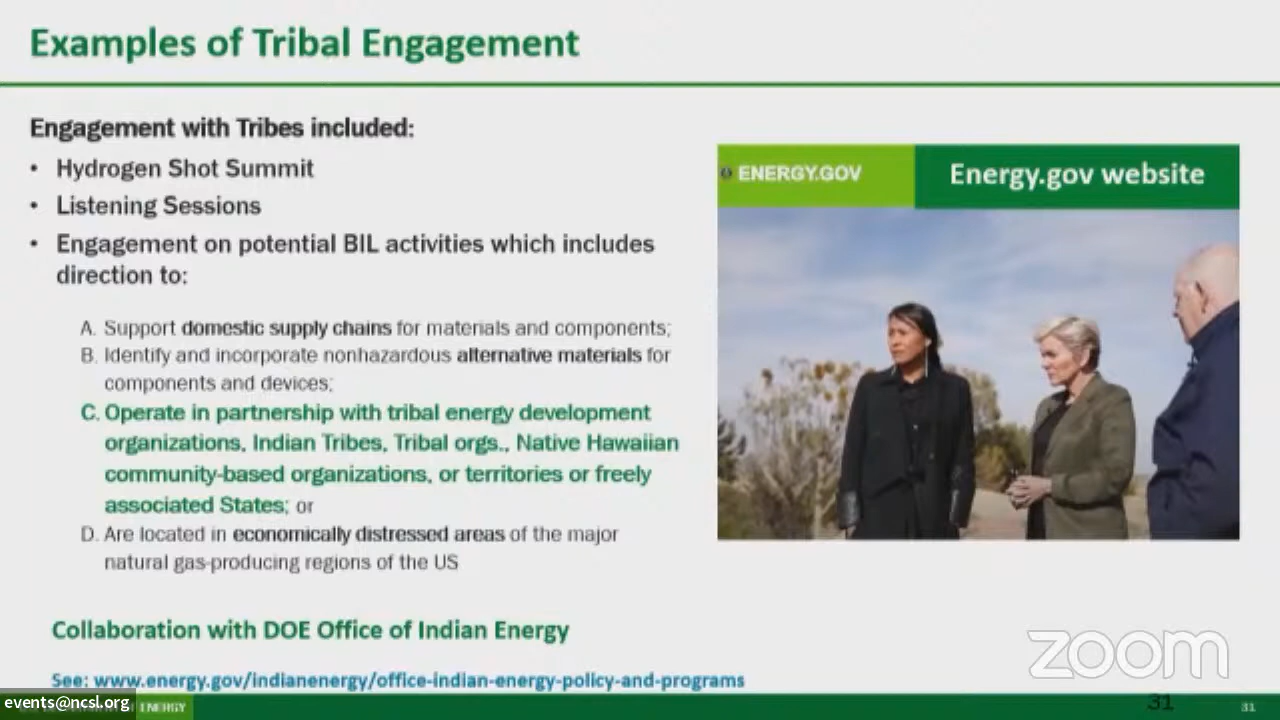 Examples of Tribal Engagement
Engagement with Tribes included:
• Hydrogen Shot Summit
• Listening Sessions
• Engagement on potential BIL activities which includes
direction to:
A. Support domestic supply chains for materials and components;
B. Identify and incorporate nonhazardous alternative materials for
components and devices;
C. Operate in partnership with tribal energy development
organizations, Indian Tribes, Tribal orgs., Native Hawaiian
community-based organizations, or territories or freely
associated States; or
D. Are located in economically distressed areas of the major
natural gas-producing regions of the US
ENERGY.GOV
Energy.gov website
Collaboration with DOE Office of Indian Energy
See: www.energy.gov/indianenergy/office-indian-energy-policy-and-programs
zoom
events@ncsl.org
ENERGY
31
31